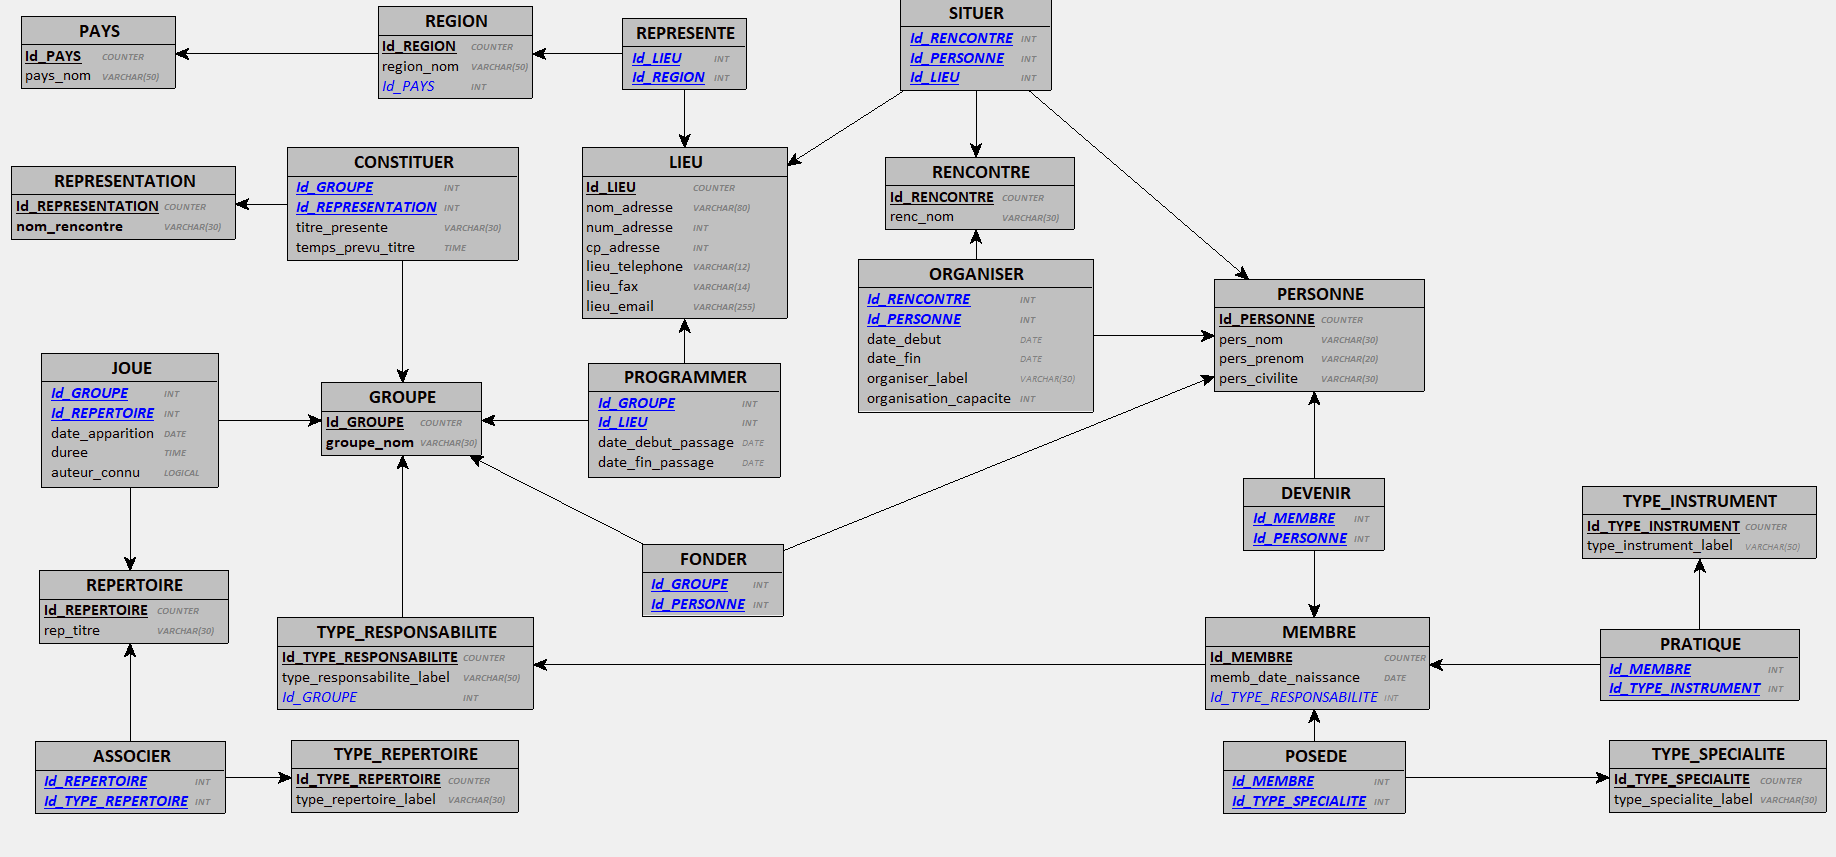 PAYS
Id_PAYS COUNTER
pays_nom VARCHAR(50)
REGION
Id_REGION COUNTER
region_nom VARCHAR(50)
Id_PAYS INT
REPRESENTE
Id_LIEU INT
Id_REGION INT
SITUER
Id_RENCONTRE INT
Id_PERSONNE INT
Id_LIEU INT
REPRESENTATION
Id_REPRESENTATION COUNTER
nom_rencontre VARCHAR(30)
CONSTITUER
Id_GROUPE INT
Id_REPRESENTATION INT
titre_presente VARCHAR(30)
temps_prevu_titre TIME
LIEU
Id_LIEU COUNTER
nom_adresse VARCHAR(80)
num_adresse INT
cp_adresse INT
lieu_telephone VARCHAR(12)
lieu_fax VARCHAR(14)
lieu_email VARCHAR(255)
RENCONTRE
Id_RENCONTRE COUNTER
renc_nom VARCHAR(30)
ORGANISER
Id_RENCONTRE INT
Id_PERSONNE INT
date_debut DATE
date_fin DATE
organiser_label VARCHAR(30)
organisation_capacite INT
PERSONNE
Id_PERSONNE COUNTER
pers_nom VARCHAR(30)
pers_prenom VARCHAR(20)
pers_civilite VARCHAR(30)
JOUE
Id_GROUPE INT
Id_REPERTOIRE INT
date_apparition DATE
duree TIME
auteur_connu LOGICAL
GROUPE
Id_GROUPE COUNTER
groupe_nom VARCHAR(30)
PROGRAMMER
Id_GROUPE INT
Id_LIEU INT
date_debut_passage DATE
date_fin_passage DATE
DEVENIR
Id_MEMBRE INT
Id_PERSONNE INT
TYPE_INSTRUMENT
Id_TYPE_INSTRUMENT COUNTER
type_instrument_label VARCHAR(50)
REPERTOIRE
Id_REPERTOIRE COUNTER
rep_titre VARCHAR(30)
FONDER
Id_GROUPE INT
Id_PERSONNE INT
TYPE_RESPONSABILITE
Id_TYPE_RESPONSABILITE COUNTER
type_responsabilite_label VARCHAR(50)
Id_GROUPE INT
MEMBRE
Id_MEMBRE COUNTER
memb_date_naissance DATE
Id_TYPE_RESPONSABILITE INT
PRATIQUE
Id_MEMBRE INT
Id_TYPE_INSTRUMENT INT
ASSOCIER
Id_REPERTOIRE INT
Id_TYPE_REPERTOIRE INT
TYPE_REPERTOIRE
Id_TYPE_REPERTOIRE COUNTER
type_repertoire_label VARCHAR(30)
POSEDE
Id_MEMBRE INT
Id_TYPE_SPECIALITE INT
TYPE_SPECIALITE
Id_TYPE_SPECIALITE COUNTER
type_specialite_label VARCHAR(30)